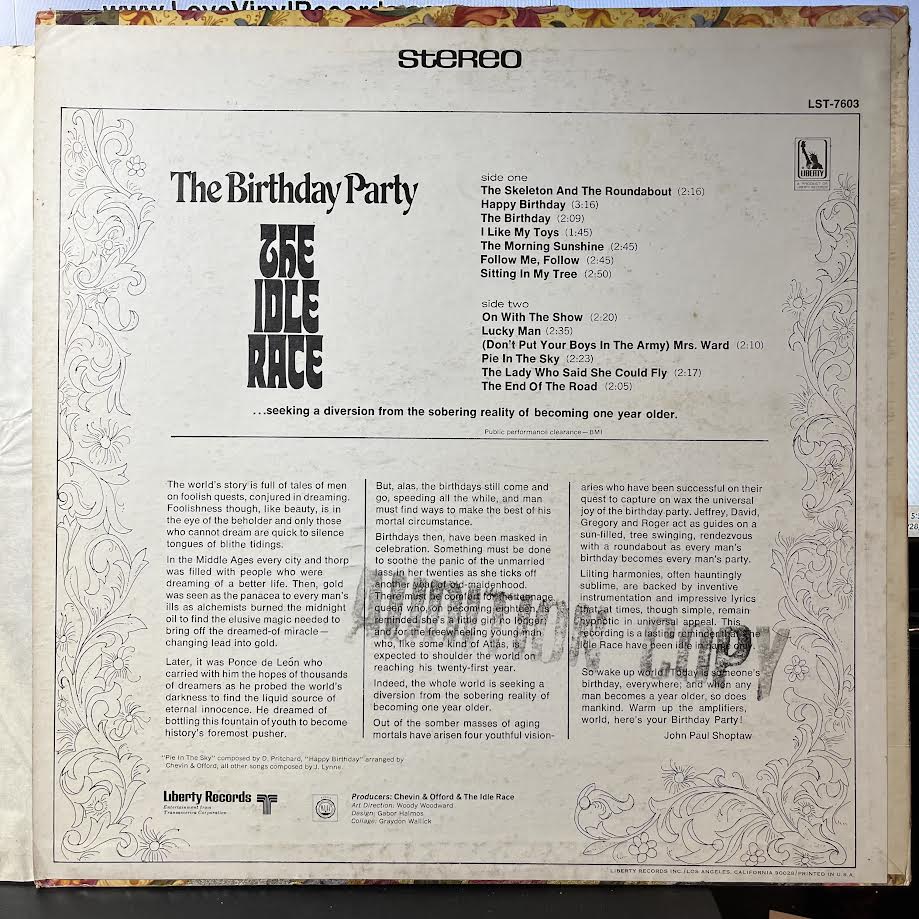 www.LoveVinylRecords
STEREO
LST-7603
LIBERTY
A PRODUCT OF
LIBERTY RECORDS
The Birthday Party
THE
IDLE
RACE
side one
The Skeleton And The Roundabout (2:16)
Happy Birthday (3:16)
The Birthday (2:09)
I Like My Toys (1:45)
The Morning Sunshine (2:45)
Follow Me, Follow (2:45)
Sitting In My Tree (2:50)
side two
On With The Show (2:20)
Lucky Man (2:35)
(Don't Put Your Boys In The Army) Mrs. Ward (2:10)
Pie In The Sky (2:23)
The Lady Who Said She Could Fly (2:17)
The End Of The Road (2:05)
...seeking a diversion from the sobering reality of becoming one year older.
Public performance clearance—BMI
The world's story is full of tales of men
on foolish quests, conjured in dreaming.
Foolishness though, like beauty, is in
the eye of the beholder and only those
who cannot dream are quick to silence
tongues of blithe tidings.
In the Middle Ages every city and thorp
was filled with people who were
dreaming of a better life. Then, gold
was seen as the panacea to every man's
ills as alchemists burned the midnight
oil to find the elusive magic needed to
bring off the dreamed-of miracle—
changing lead into gold.
Later, it was Ponce de León who
carried with him the hopes of thousands
of dreamers as he probed the world's
darkness to find the liquid source of
eternal innocence. He dreamed of
bottling this fountain of youth to become
history's foremost pusher.
But, alas, the birthdays still come and
go, speeding all the while, and man
must find ways to make the best of his
mortal circumstance.
Birthdays then, have been masked in
celebration. Something must be done
to soothe the panic of the unmarried
lass in her twenties as she ticks off
another year of old-maidenhood.
There must be comfort for the teenage
queen who on becoming eighteen
senses she is a young girl no longer;
and for the freewheeling young man
who, like some kind of Atlas, is
expected to shoulder the world on
reaching his twenty-first year.
Indeed, the whole world is seeking a
diversion from the sobering reality of
becoming one year older.
Out of the somber masses of aging
mortals have arisen four youthful vision-
aries who have been successful on their
quest to capture on wax the universal
joy of the birthday party. Jeffrey, David,
Gregory and Roger act as guides on a
sun-filled, tree swinging, rendezvous
with a roundabout as every man's
birthday becomes every man's party.
Lilting harmonies, often hauntingly
sublime, are backed by inventive
instrumentation and impressive lyrics
that at times, though simple, remain
hypnotic in universal appeal. This
recording is a lasting reminder the
Idle Race have been idle in name only.
So wake up world. Today is someone's
birthday, everywhere; and when any
man becomes a year older, so does
mankind. Warm up the amplifiers,
world, here's your Birthday Party!
John Paul Shoptaw
AUDITION COPY
"Pie In The Sky" composed by D. Pritchard, "Happy Birthday" arranged by
Chevin & Offord, all other songs composed by J. Lynne.
Liberty Records
Entertainment from
Transamerica Corporation
Producers: Chevin & Offord & The Idle Race
Art Direction: Woody Woodward
Design: Gabor Halmos
Collage: Graydon Wallick
LIBERTY RECORDS INC./LOS ANGELES, CALIFORNIA 90028/PRINTED IN U.S.A.